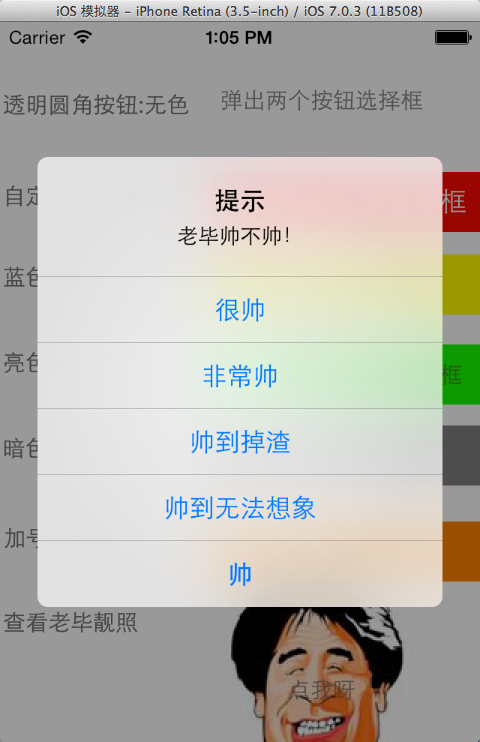 iOS 模拟器 - iPhone Retina (3.5-inch) / iOS 7.0.3 (11B508)
Carrier 1:05 PM
透明圆角按钮:无色 弹出两个按钮选择框
自定 框
提示
老毕帅不帅!
蓝色
很帅
亮色 框
非常帅
暗色
帅到掉渣
帅到无法想象
加号
帅
查看老毕靓照
点我呀